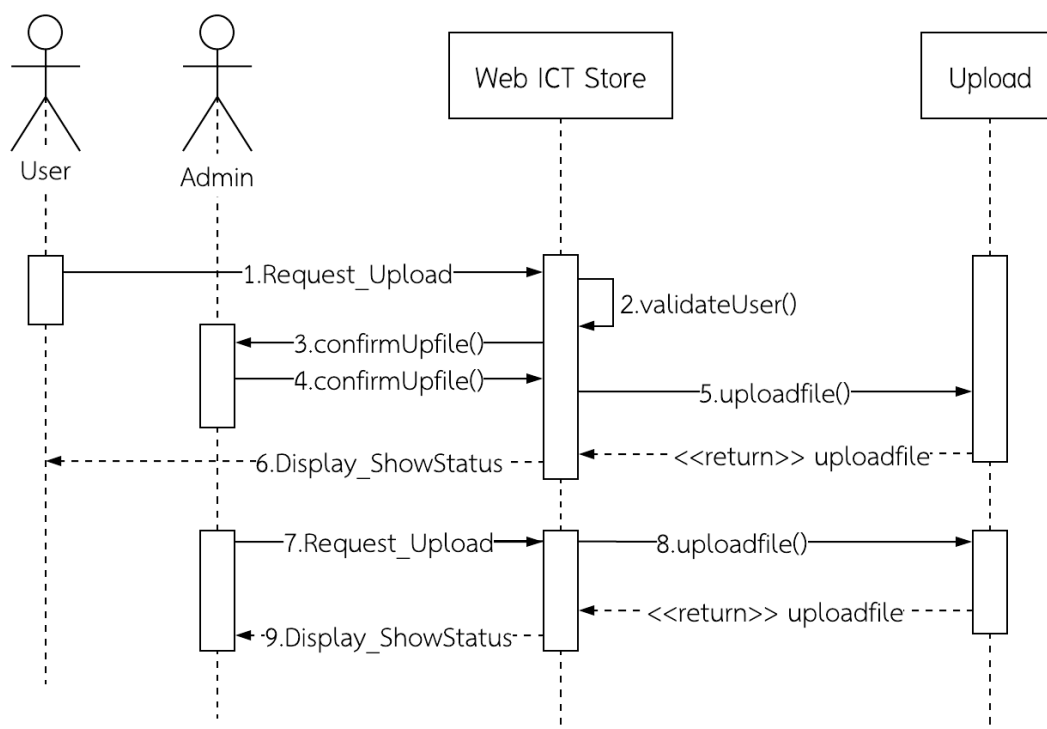 User
Admin
Web ICT Store
Upload
1.Request_Upload
2.validateUser()
3.confirmUpfile()
4.confirmUpfile()
5.uploadfile()
<<return>> uploadfile
6.Display_ShowStatus
7.Request_Upload
8.uploadfile()
<<return>> uploadfile
9.Display_ShowStatus